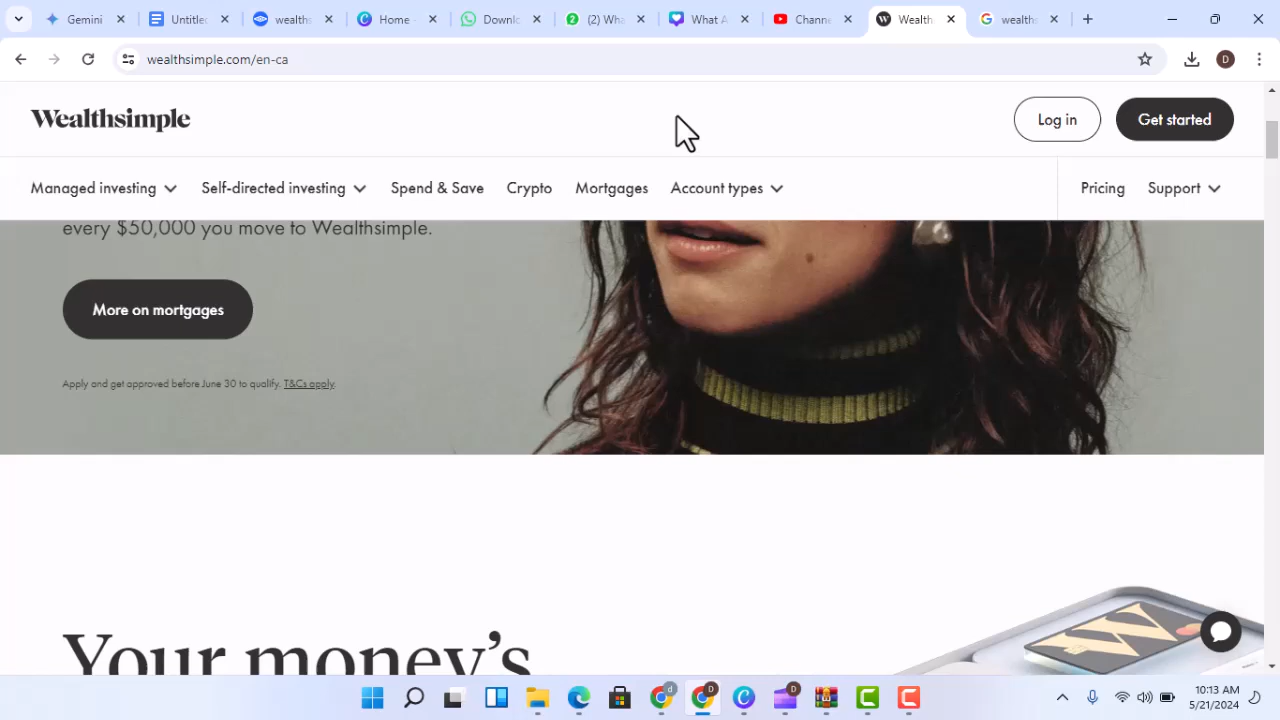 Gemini
Untitled
wealths
Home -
Downl
(2) Wha
What A
Channe
Wealth
wealths
wealthsimple.com/en-ca
D
Wealthsimple
Log in
Get started
Managed investing
Self-directed investing
Spend & Save
Crypto
Mortgages
Account types
Pricing
Support
every $50,000 you move to Wealthsimple.
More on mortgages
Apply and get approved before June 30 to qualify. T&Cs apply.
Your money's
W
10:13 AM
5/21/2024